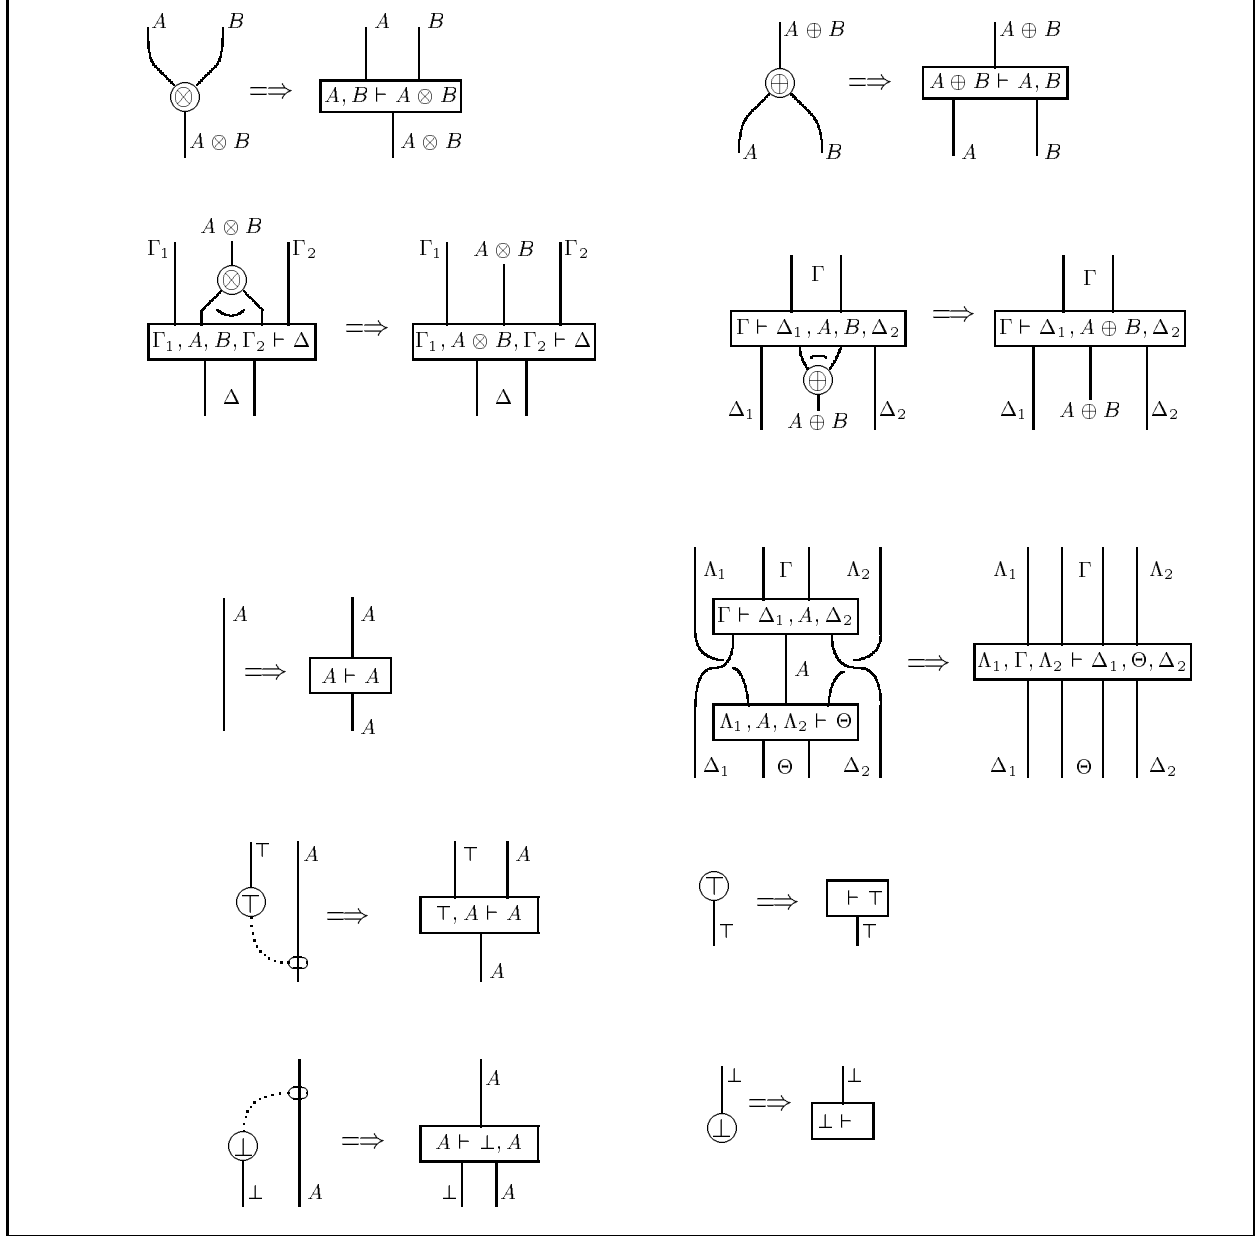 A B A B
⊗ ⟹ A, B ⊢ A ⊗ B
A ⊗ B A ⊗ B
A ⊕ B A ⊕ B
⊕ ⟹ A ⊕ B ⊢ A, B
A B A B
A ⊗ B
Γ₁ Γ₂ Γ₁ A ⊗ B Γ₂
⊗
Γ₁, A, B, Γ₂ ⊢ Δ ⟹ Γ₁, A ⊗ B, Γ₂ ⊢ Δ
Δ Δ
Γ Γ
Γ ⊢ Δ₁, A, B, Δ₂ ⟹ Γ ⊢ Δ₁, A ⊕ B, Δ₂
⊕
Δ₁ A ⊕ B Δ₂ Δ₁ A ⊕ B Δ₂
A A
⟹ A ⊢ A
A
Λ₁ Γ Λ₂ Λ₁ Γ Λ₂
Γ ⊢ Δ₁, A, Δ₂
A ⟹ Λ₁, Γ, Λ₂ ⊢ Δ₁, Θ, Δ₂
Λ₁, A, Λ₂ ⊢ Θ
Δ₁ Θ Δ₂ Δ₁ Θ Δ₂
⊤ A ⊤ A
⊤ ⟹ ⊤, A ⊢ A
A
⊤ ⟹ ⊢ ⊤
⊤ ⊤
A
⊥ ⟹ A ⊢ ⊥, A
⊥ A ⊥ A
⊥ ⊥
⊥ ⟹ ⊥ ⊢